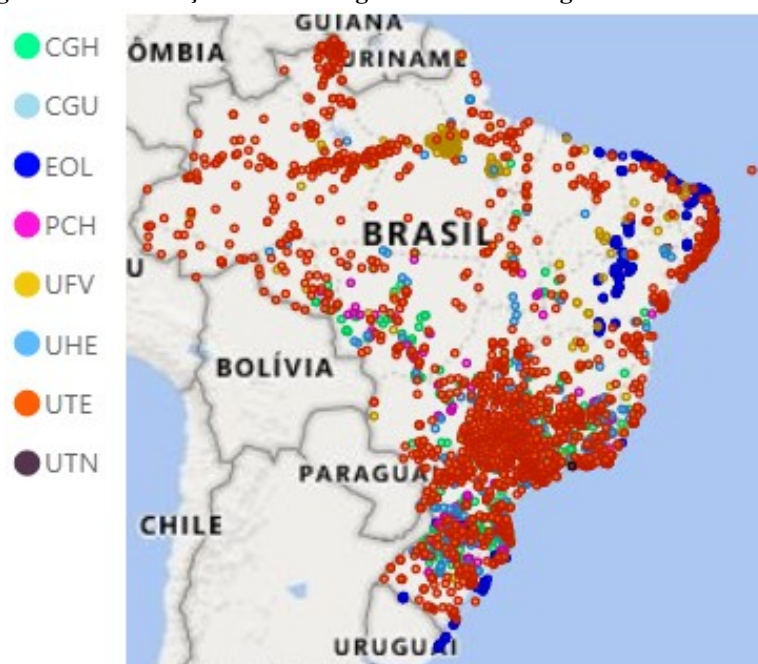 GUIANA
ÔMBIA
URINAME
CGH
CGU
EOL
PCH
UFV
UHE
UTE
UTN
BRASIL
U
BOLÍVIA
PARAGUA
CHILE
URUGUAI